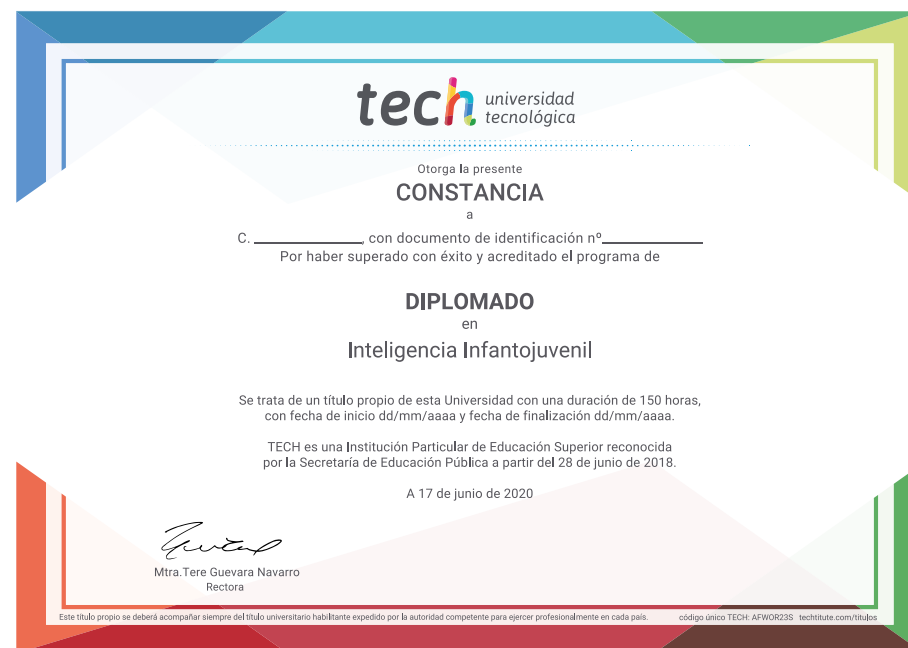 tech universidad
tecnológica
Otorga la presente
CONSTANCIA
a
C. ____________, con documento de identificación nº____________
Por haber superado con éxito y acreditado el programa de
DIPLOMADO
en
Inteligencia Infantojuvenil
Se trata de un título propio de esta Universidad con una duración de 150 horas,
con fecha de inicio dd/mm/aaaa y fecha de finalización dd/mm/aaaa.
TECH es una Institución Particular de Educación Superior reconocida
por la Secretaría de Educación Pública a partir del 28 de junio de 2018.
A 17 de junio de 2020
Mtra.Tere Guevara Navarro
Rectora
Este título propio se deberá acompañar siempre del título universitario habilitante expedido por la autoridad competente para ejercer profesionalmente en cada país. código único TECH: AFWOR23S techtitute.com/titulos